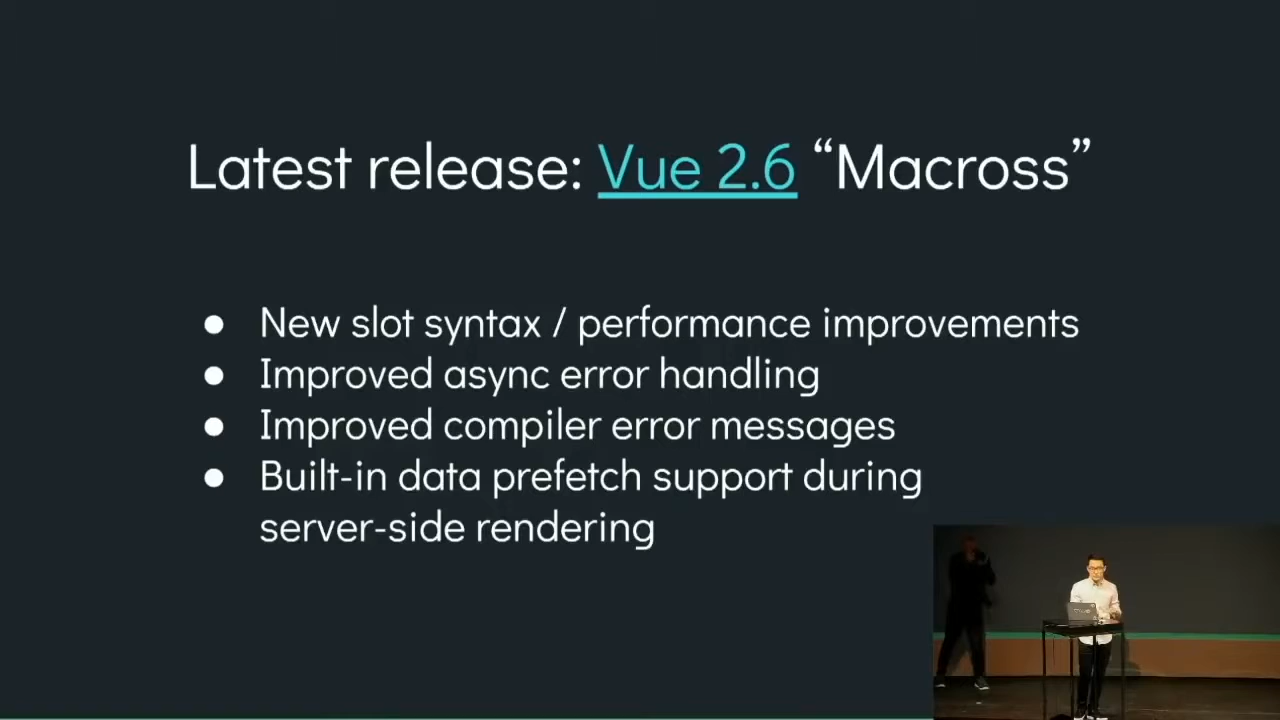 Latest release: Vue 2.6 “Macross”
● New slot syntax / performance improvements
● Improved async error handling
● Improved compiler error messages
● Built-in data prefetch support during
server-side rendering